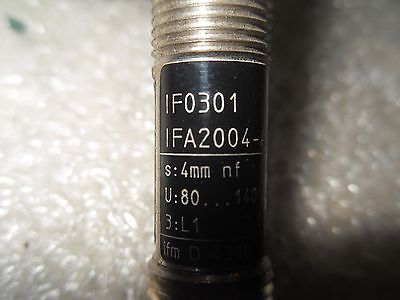 IF0301
IFA2004-
s:4mm nf
U:80...140
3:L1
ifm D